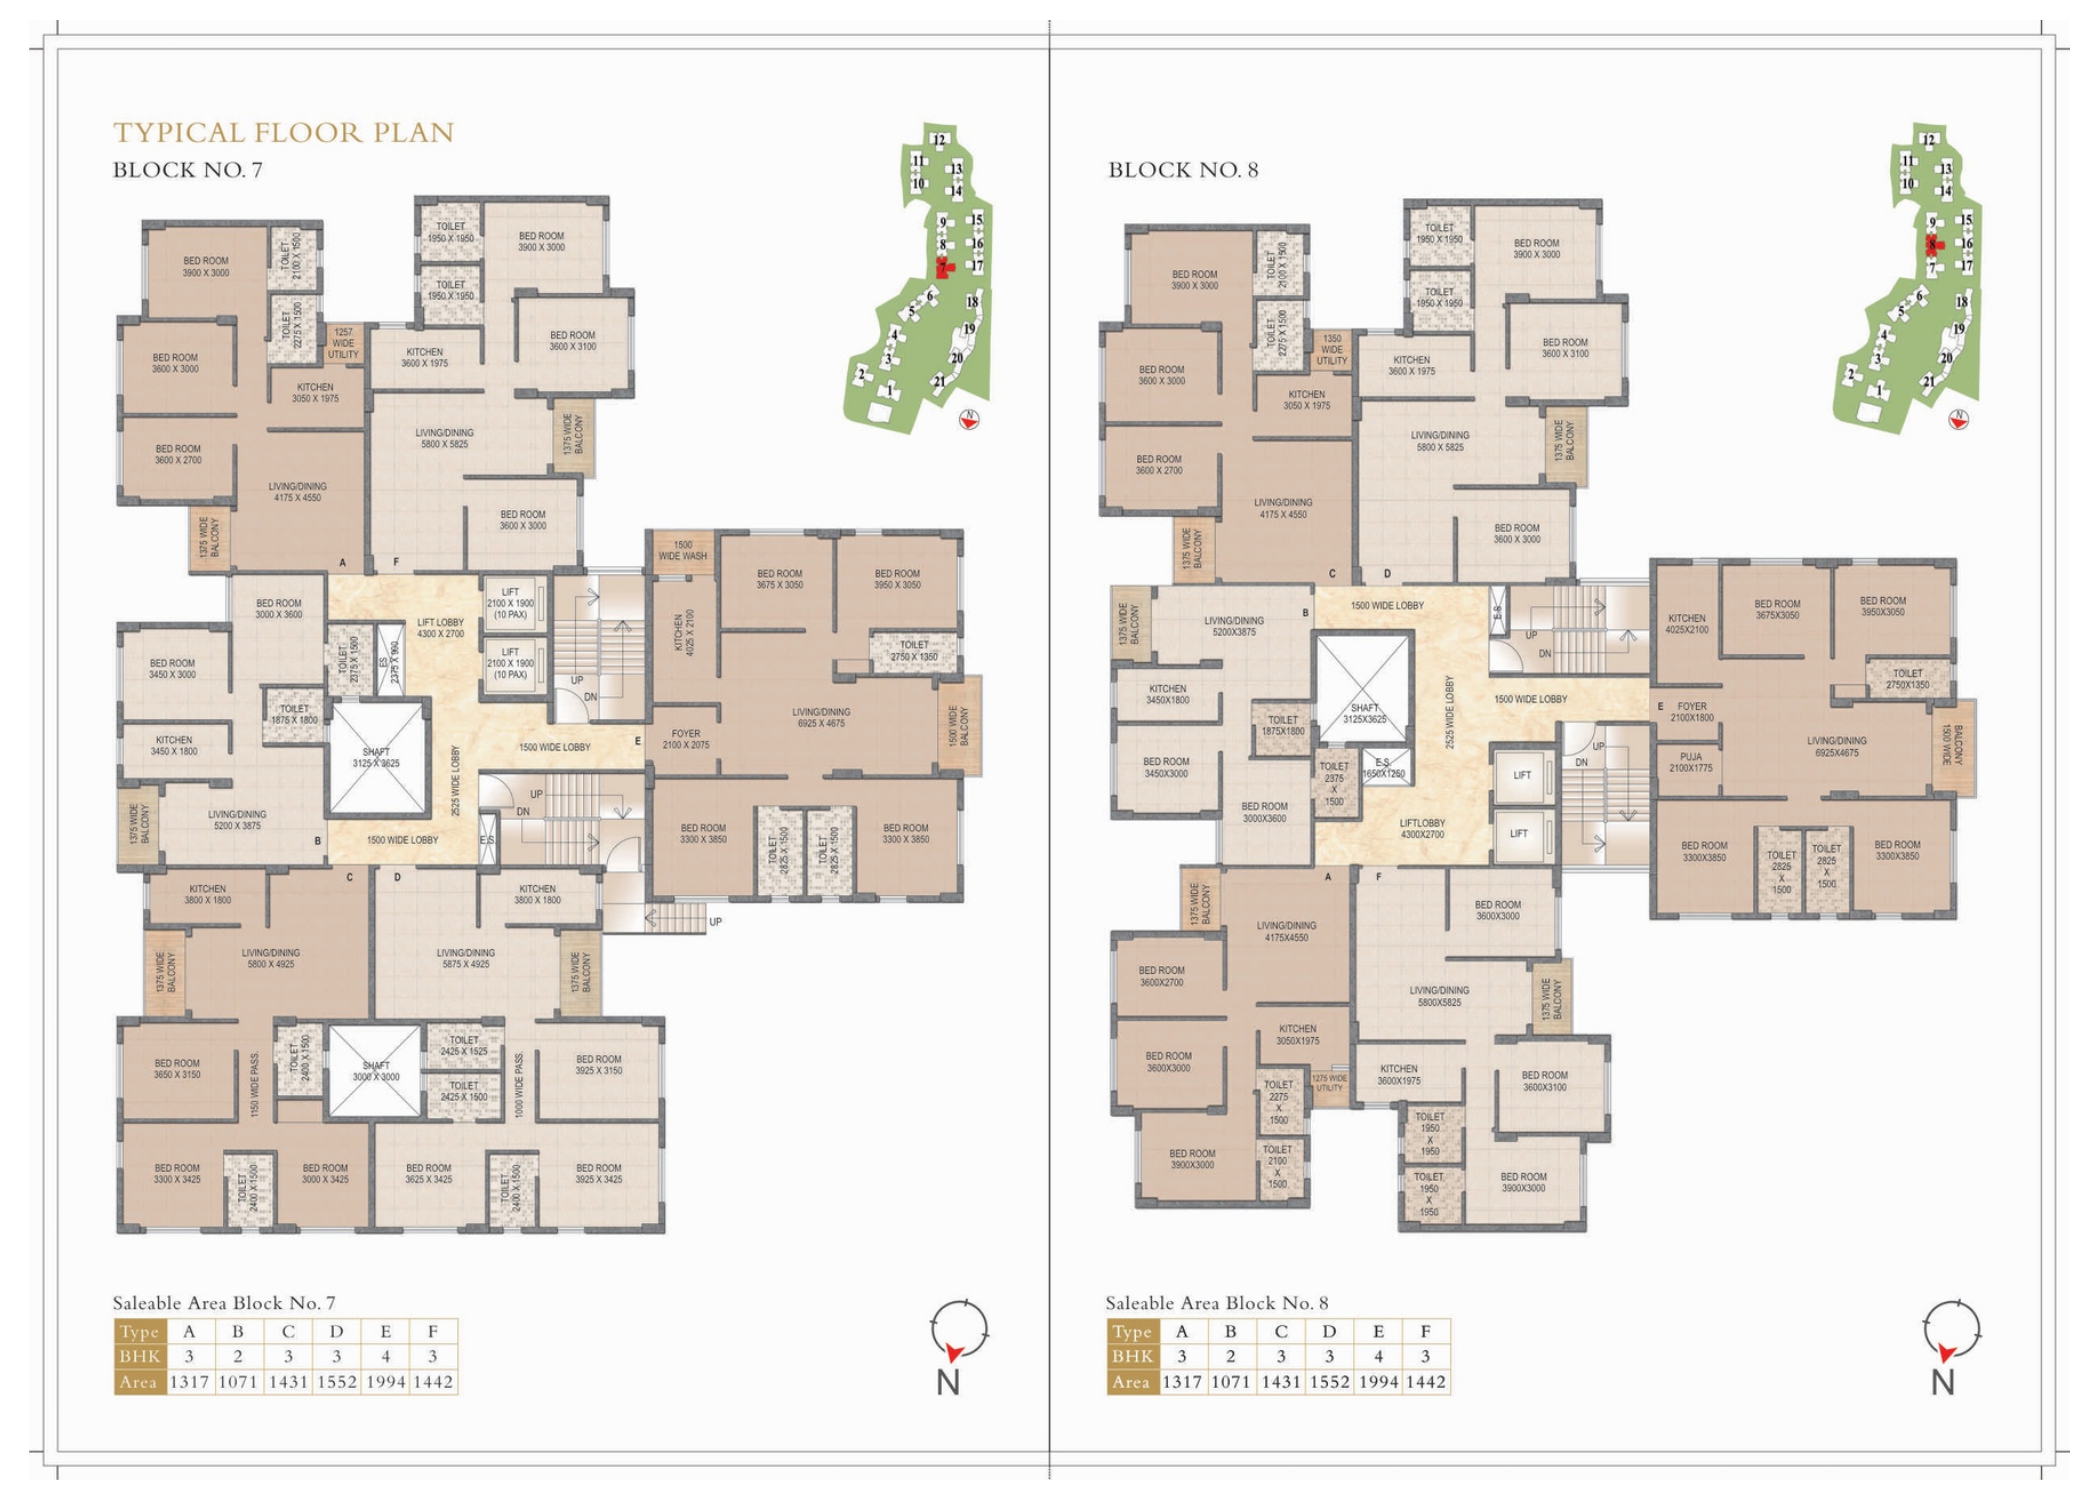 TYPICAL FLOOR PLAN
BLOCK NO. 7
12
11
13
10
14
9
15
8
16
7
17
6
18
5
19
4
3
20
2
21
1
N
TOILET
1950 X 1950
BED ROOM
3900 X 3000
BED ROOM
3900 X 3000
TOILET
2100 X 1500
TOILET
1950 X 1950
TOILET
2275 X 1500
1257
WIDE
UTILITY
BED ROOM
3600 X 3100
KITCHEN
3600 X 1975
BED ROOM
3600 X 3000
KITCHEN
3050 X 1975
LIVING/DINING
5800 X 5825
1375 WIDE
BALCONY
BED ROOM
3600 X 2700
LIVING/DINING
4175 X 4550
BED ROOM
3600 X 3000
1375 WIDE
BALCONY
A
F
1500
WIDE WASH
BED ROOM
3675 X 3050
BED ROOM
3950 X 3050
BED ROOM
3000 X 3600
LIFT
2100 X 1900
(10 PAX)
LIFT LOBBY
4300 X 2700
KITCHEN
4025 X 2100
TOILET
2375 X 1500
ES
2375 X 900
LIFT
2100 X 1900
(10 PAX)
TOILET
2750 X 1350
BED ROOM
3450 X 3000
UP
DN
TOILET
1875 X 1800
LIVING/DINING
6925 X 4675
1500 WIDE
BALCONY
KITCHEN
3450 X 1800
SHAFT
3125 X 3625
1500 WIDE LOBBY
E
FOYER
2100 X 2075
2525 WIDE LOBBY
UP
DN
LIVING/DINING
5200 X 3875
1375 WIDE
BALCONY
B
1500 WIDE LOBBY
E.S.
BED ROOM
3300 X 3850
TOILET
2825 X 1500
TOILET
2825 X 1500
BED ROOM
3300 X 3850
C
D
KITCHEN
3800 X 1800
KITCHEN
3800 X 1800
UP
LIVING/DINING
5800 X 4925
LIVING/DINING
5875 X 4925
1375 WIDE
BALCONY
1375 WIDE
BALCONY
BED ROOM
3650 X 3150
1150 WIDE PASS.
TOILET
2400 X 1500
SHAFT
3000 X 3000
TOILET
2425 X 1525
TOILET
2425 X 1500
1000 WIDE PASS.
BED ROOM
3925 X 3150
BED ROOM
3300 X 3425
TOILET
2400 X 1500
BED ROOM
3000 X 3425
BED ROOM
3625 X 3425
TOILET
2400 X 1500
BED ROOM
3925 X 3425
Saleable Area Block No. 7
Type A B C D E F
BHK 3 2 3 3 4 3
Area 1317 1071 1431 1552 1994 1442
N
BLOCK NO. 8
12
11
13
10
14
9
15
8
16
7
17
6
18
5
19
4
3
20
2
21
1
N
TOILET
1950 X 1950
BED ROOM
3900 X 3000
BED ROOM
3900 X 3000
TOILET
2100 X 1500
TOILET
1950 X 1950
TOILET
2275 X 1500
1350
WIDE
UTILITY
BED ROOM
3600 X 3100
KITCHEN
3600 X 1975
BED ROOM
3600 X 3000
KITCHEN
3050 X 1975
LIVING/DINING
5800 X 5825
1375 WIDE
BALCONY
BED ROOM
3600 X 2700
LIVING/DINING
4175 X 4550
BED ROOM
3600 X 3000
1375 WIDE
BALCONY
C
D
1375 WIDE
BALCONY
LIVING/DINING
5200X3875
B
1500 WIDE LOBBY
E.S
UP
DN
KITCHEN
4025X2100
BED ROOM
3675X3050
BED ROOM
3950X3050
TOILET
2750X1350
KITCHEN
3450X1800
TOILET
1875X1800
SHAFT
3125X3625
2525 WIDE LOBBY
1500 WIDE LOBBY
E
FOYER
2100X1800
LIVING/DINING
6925X4675
BALCONY
1500 WIDE
BED ROOM
3450X3000
TOILET
2375
X
1500
E.S
1650X1250
LIFT
UP
DN
PUJA
2100X1775
BED ROOM
3000X3600
LIFTLOBBY
4300X2700
LIFT
BED ROOM
3300X3850
TOILET
2825
X
1500
TOILET
2825
X
1500
BED ROOM
3300X3850
A
F
1375 WIDE
BALCONY
BED ROOM
3600X3000
LIVING/DINING
4175X4550
BED ROOM
3600X2700
LIVING/DINING
5800X5825
1375 WIDE
BALCONY
KITCHEN
3050X1975
BED ROOM
3600X3000
KITCHEN
3600X1975
1275 WIDE
UTILITY
TOILET
2275
X
1500
BED ROOM
3600X3100
TOILET
1950
X
1950
BED ROOM
3900X3000
TOILET
2100
X
1500
TOILET
1950
X
1950
BED ROOM
3900X3000
Saleable Area Block No. 8
Type A B C D E F
BHK 3 2 3 3 4 3
Area 1317 1071 1431 1552 1994 1442
N